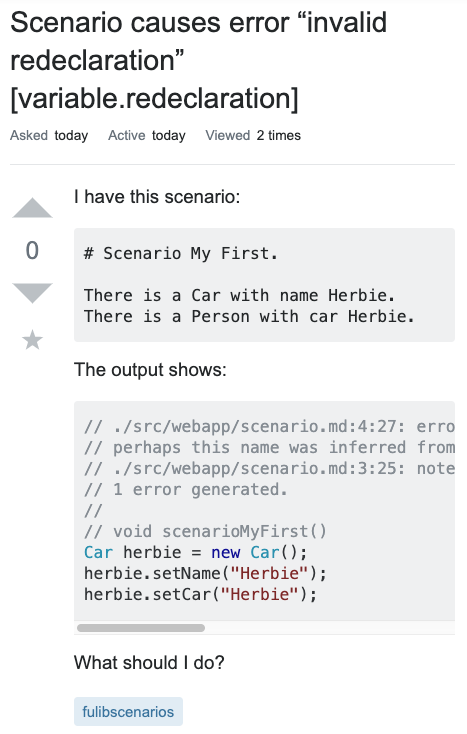 Scenario causes error “invalid
redeclaration”
[variable.redeclaration]
Asked today Active today Viewed 2 times
I have this scenario:
0
# Scenario My First.
There is a Car with name Herbie.
There is a Person with car Herbie.
The output shows:
// ./src/webapp/scenario.md:4:27: erro
// perhaps this name was inferred from
// ./src/webapp/scenario.md:3:25: note
// 1 error generated.
//
// void scenarioMyFirst()
Car herbie = new Car();
herbie.setName("Herbie");
herbie.setCar("Herbie");
What should I do?
fulibscenarios